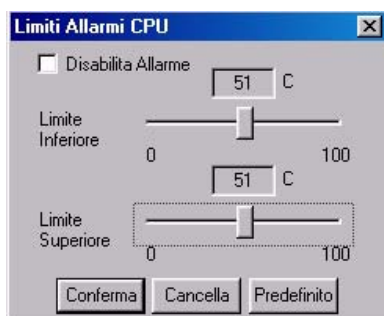 Limiti Allarmi CPU
Disabilita Allarme
51 C
Limite
Inferiore
0 100
51 C
Limite
Superiore
0 100
Conferma Cancella Predefinito